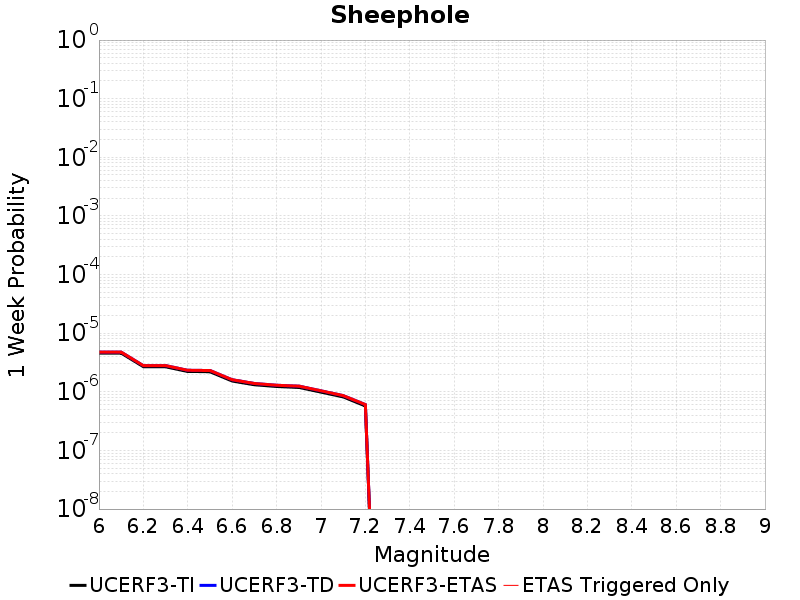 Sheephole
10^0
10^-1
10^-2
10^-3
10^-4
10^-5
10^-6
10^-7
10^-8
1 Week Probability
6 6.2 6.4 6.6 6.8 7 7.2 7.4 7.6 7.8 8 8.2 8.4 8.6 8.8 9
Magnitude
UCERF3-TI UCERF3-TD UCERF3-ETAS ETAS Triggered Only